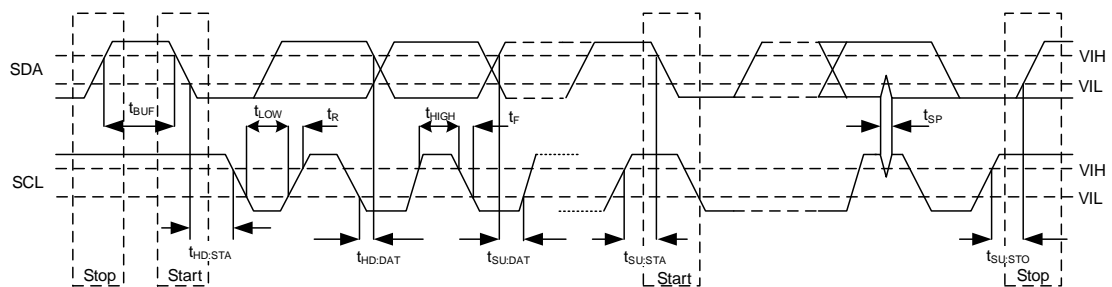 SDA
VIH
VIL
tBUF
tLOW
tR
tHIGH
tF
tSP
SCL
VIH
VIL
tHD:STA
tHD:DAT
tSU:DAT
tSU:STA
tSU:STO
Stop
Start
Start
Stop